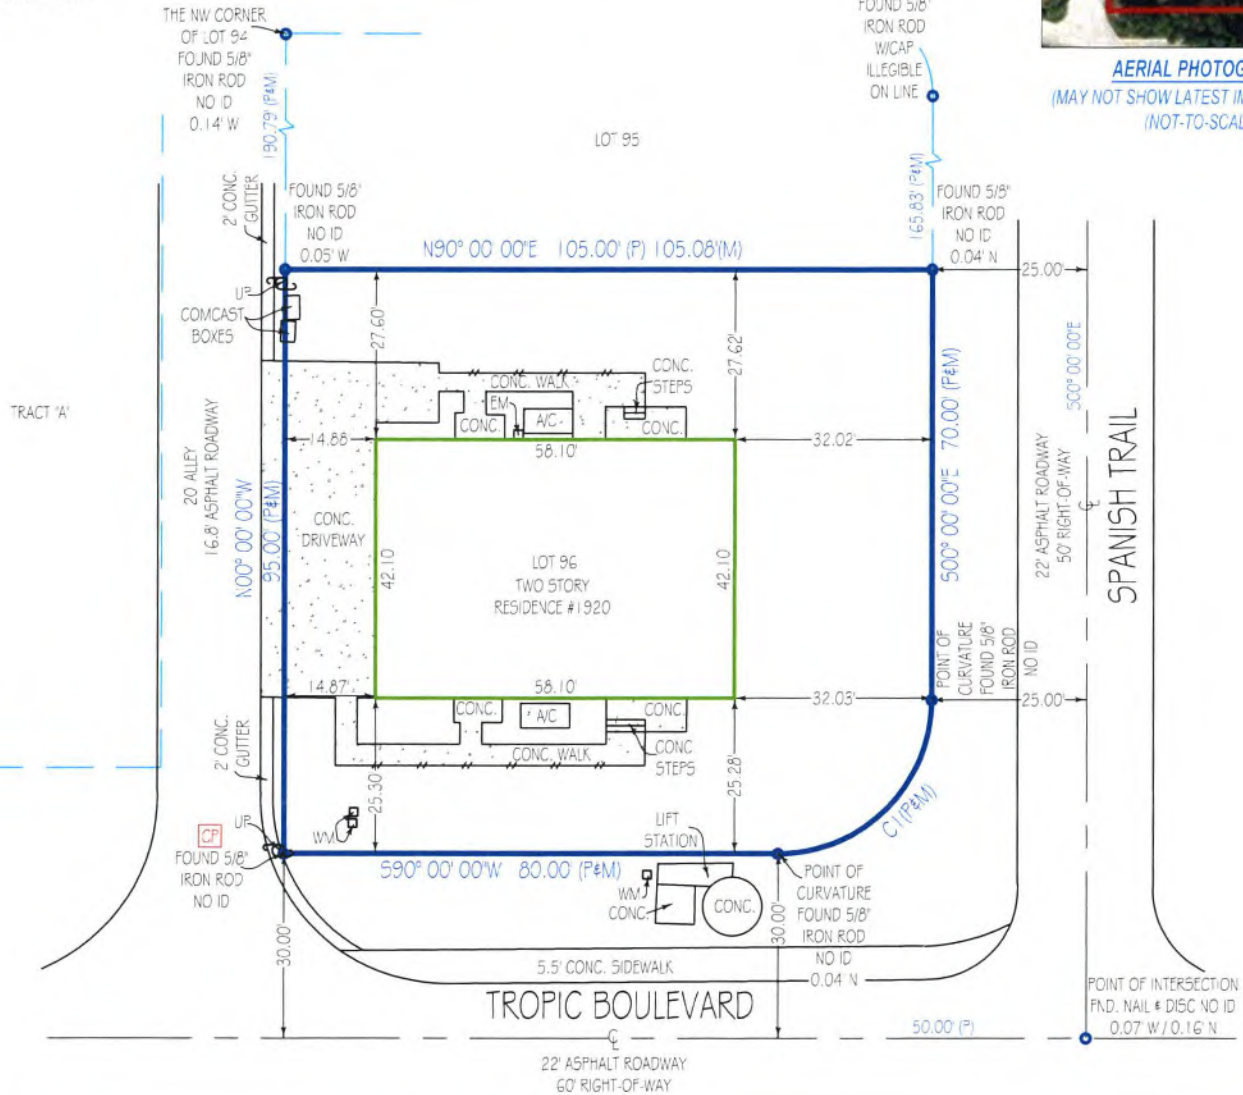 THE NW CORNER
OF LOT 94
FOUND 5/8"
IRON ROD
NO ID
0.14' W
190.79' (P&M)
FOUND 5/8"
IRON ROD
W/CAP
ILLEGIBLE
ON LINE
AERIAL PHOTOG
(MAY NOT SHOW LATEST IM
(NOT-TO-SCAL
LOT 95
165.83' (P&M)
2' CONC.
GUTTER
FOUND 5/8"
IRON ROD
NO ID
0.05' W
FOUND 5/8"
IRON ROD
NO ID
0.04' N
N90° 00' 00"E 105.00' (P) 105.08'(M)
25.00'
UP
COMCAST
BOXES
27.60'
27.62'
S00° 00' 00"E
CONC.
STEPS
CONC. WALK
EM
A/C
CONC.
CONC.
TRACT 'A'
14.88'
58.10'
32.02'
20' ALLEY
16.8' ASPHALT ROADWAY
N00° 00' 00"W
95.00' (P&M)
CONC.
DRIVEWAY
42.10'
LOT 96
TWO STORY
RESIDENCE #1920
42.10'
S00° 00' 00"E 70.00' (P&M)
22' ASPHALT ROADWAY
50' RIGHT-OF-WAY
SPANISH TRAIL
POINT OF
CURVATURE
FOUND 5/8"
IRON ROD
NO ID
14.87'
58.10'
32.03'
25.00'
CONC.
A/C
CONC.
2' CONC.
GUTTER
CONC. WALK
CONC
STEPS
25.30'
25.28'
C1(P&M)
CP
UP
WM
LIFT
STATION
FOUND 5/8"
IRON ROD
NO ID
S90° 00' 00"W 80.00' (P&M)
WM
CONC.
CONC.
POINT OF
CURVATURE
FOUND 5/8"
IRON ROD
NO ID
0.04' N
30.00'
30.00'
5.5' CONC. SIDEWALK
TROPIC BOULEVARD
POINT OF INTERSECTION
FND. NAIL & DISC NO ID
0.07' W / 0.16' N
50.00' (P)
22' ASPHALT ROADWAY
60' RIGHT-OF-WAY